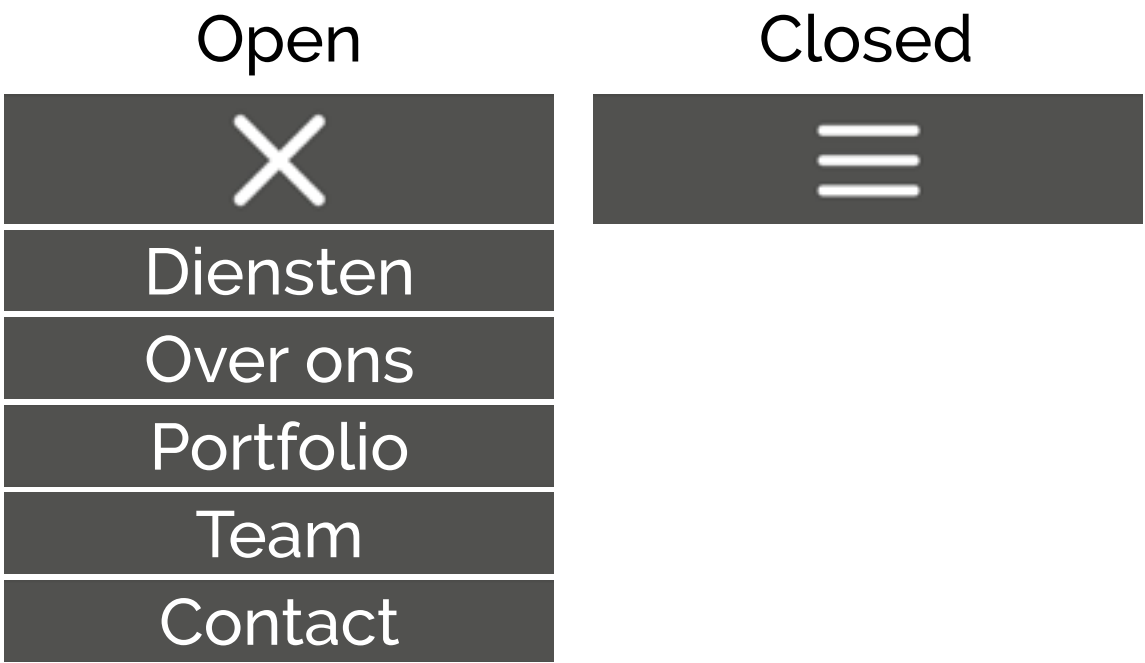 Open
Closed
Diensten
Over ons
Portfolio
Team
Contact